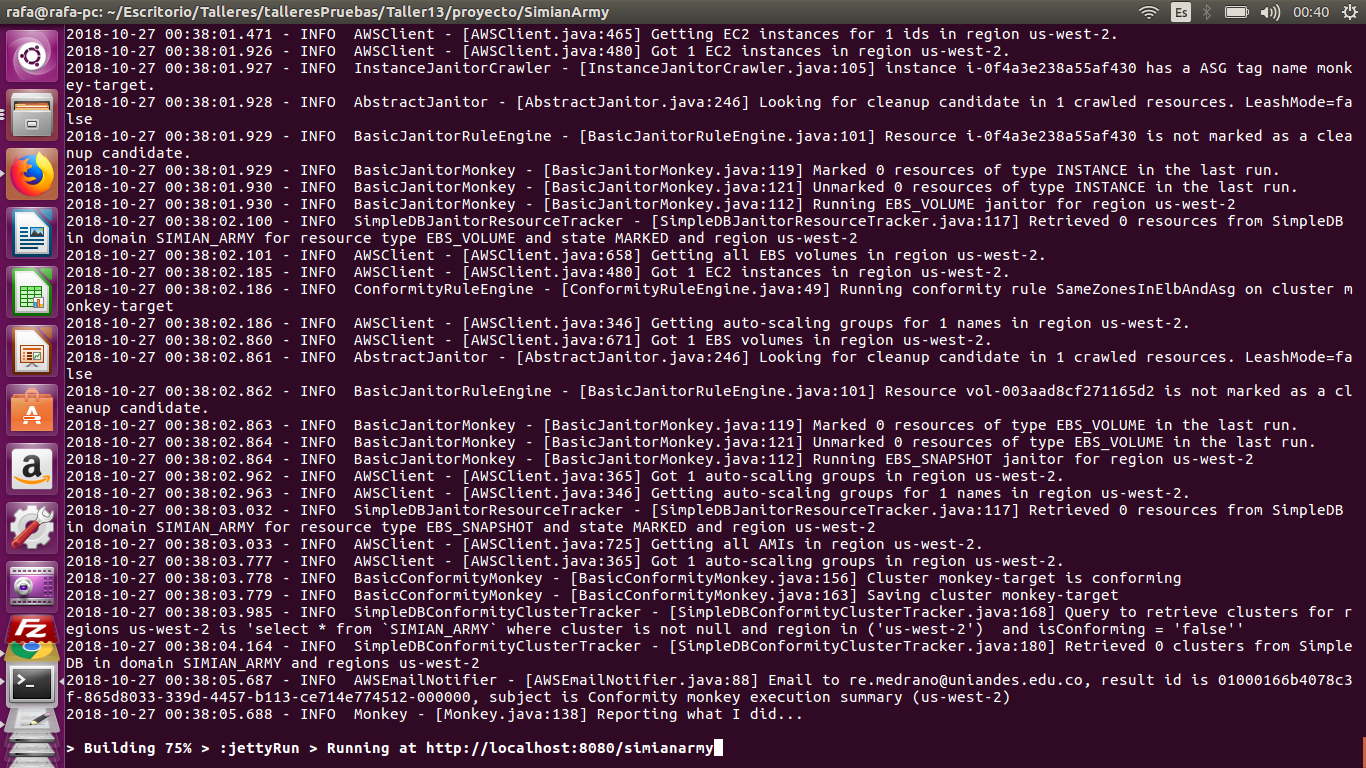 rafa@rafa-pc: ~/Escritorio/Talleres/talleresPruebas/Taller13/proyecto/SimianArmy
Es
00:40
2018-10-27 00:38:01.471 - INFO  AWSClient - [AWSClient.java:465] Getting EC2 instances for 1 ids in region us-west-2.
2018-10-27 00:38:01.926 - INFO  AWSClient - [AWSClient.java:480] Got 1 EC2 instances in region us-west-2.
2018-10-27 00:38:01.927 - INFO  InstanceJanitorCrawler - [InstanceJanitorCrawler.java:105] instance i-0f4a3e238a55af430 has a ASG tag name monk
ey-target.
2018-10-27 00:38:01.928 - INFO  AbstractJanitor - [AbstractJanitor.java:246] Looking for cleanup candidate in 1 crawled resources. LeashMode=fa
lse
2018-10-27 00:38:01.929 - INFO  BasicJanitorRuleEngine - [BasicJanitorRuleEngine.java:101] Resource i-0f4a3e238a55af430 is not marked as a clea
nup candidate.
2018-10-27 00:38:01.929 - INFO  BasicJanitorMonkey - [BasicJanitorMonkey.java:119] Marked 0 resources of type INSTANCE in the last run.
2018-10-27 00:38:01.930 - INFO  BasicJanitorMonkey - [BasicJanitorMonkey.java:121] Unmarked 0 resources of type INSTANCE in the last run.
2018-10-27 00:38:01.930 - INFO  BasicJanitorMonkey - [BasicJanitorMonkey.java:112] Running EBS_VOLUME janitor for region us-west-2
2018-10-27 00:38:02.100 - INFO  SimpleDBJanitorResourceTracker - [SimpleDBJanitorResourceTracker.java:117] Retrieved 0 resources from SimpleDB
in domain SIMIAN_ARMY for resource type EBS_VOLUME and state MARKED and region us-west-2
2018-10-27 00:38:02.101 - INFO  AWSClient - [AWSClient.java:658] Getting all EBS volumes in region us-west-2.
2018-10-27 00:38:02.185 - INFO  AWSClient - [AWSClient.java:480] Got 1 EC2 instances in region us-west-2.
2018-10-27 00:38:02.186 - INFO  ConformityRuleEngine - [ConformityRuleEngine.java:49] Running conformity rule SameZonesInElbAndAsg on cluster m
onkey-target
2018-10-27 00:38:02.186 - INFO  AWSClient - [AWSClient.java:346] Getting auto-scaling groups for 1 names in region us-west-2.
2018-10-27 00:38:02.860 - INFO  AWSClient - [AWSClient.java:671] Got 1 EBS volumes in region us-west-2.
2018-10-27 00:38:02.861 - INFO  AbstractJanitor - [AbstractJanitor.java:246] Looking for cleanup candidate in 1 crawled resources. LeashMode=fa
lse
2018-10-27 00:38:02.862 - INFO  BasicJanitorRuleEngine - [BasicJanitorRuleEngine.java:101] Resource vol-003aad8cf271165d2 is not marked as a cl
eanup candidate.
2018-10-27 00:38:02.863 - INFO  BasicJanitorMonkey - [BasicJanitorMonkey.java:119] Marked 0 resources of type EBS_VOLUME in the last run.
2018-10-27 00:38:02.864 - INFO  BasicJanitorMonkey - [BasicJanitorMonkey.java:121] Unmarked 0 resources of type EBS_VOLUME in the last run.
2018-10-27 00:38:02.864 - INFO  BasicJanitorMonkey - [BasicJanitorMonkey.java:112] Running EBS_SNAPSHOT janitor for region us-west-2
2018-10-27 00:38:02.962 - INFO  AWSClient - [AWSClient.java:365] Got 1 auto-scaling groups in region us-west-2.
2018-10-27 00:38:02.963 - INFO  AWSClient - [AWSClient.java:346] Getting auto-scaling groups for 1 names in region us-west-2.
2018-10-27 00:38:03.032 - INFO  SimpleDBJanitorResourceTracker - [SimpleDBJanitorResourceTracker.java:117] Retrieved 0 resources from SimpleDB
in domain SIMIAN_ARMY for resource type EBS_SNAPSHOT and state MARKED and region us-west-2
2018-10-27 00:38:03.033 - INFO  AWSClient - [AWSClient.java:725] Getting all AMIs in region us-west-2.
2018-10-27 00:38:03.777 - INFO  AWSClient - [AWSClient.java:365] Got 1 auto-scaling groups in region us-west-2.
2018-10-27 00:38:03.778 - INFO  BasicConformityMonkey - [BasicConformityMonkey.java:156] Cluster monkey-target is conforming
2018-10-27 00:38:03.779 - INFO  BasicConformityMonkey - [BasicConformityMonkey.java:163] Saving cluster monkey-target
2018-10-27 00:38:03.985 - INFO  SimpleDBConformityClusterTracker - [SimpleDBConformityClusterTracker.java:168] Query to retrieve clusters for r
egions us-west-2 is 'select * from `SIMIAN_ARMY` where cluster is not null and region in ('us-west-2')  and isConforming = 'false''
2018-10-27 00:38:04.164 - INFO  SimpleDBConformityClusterTracker - [SimpleDBConformityClusterTracker.java:180] Retrieved 0 clusters from Simple
DB in domain SIMIAN_ARMY and regions us-west-2
2018-10-27 00:38:05.687 - INFO  AWSEmailNotifier - [AWSEmailNotifier.java:88] Email to re.medrano@uniandes.edu.co, result id is 01000166b4078c3
f-865d8033-339d-4457-b113-ce714e774512-000000, subject is Conformity monkey execution summary (us-west-2)
2018-10-27 00:38:05.688 - INFO  Monkey - [Monkey.java:138] Reporting what I did...
> Building 75% > :jettyRun > Running at http://localhost:8080/simianarmy